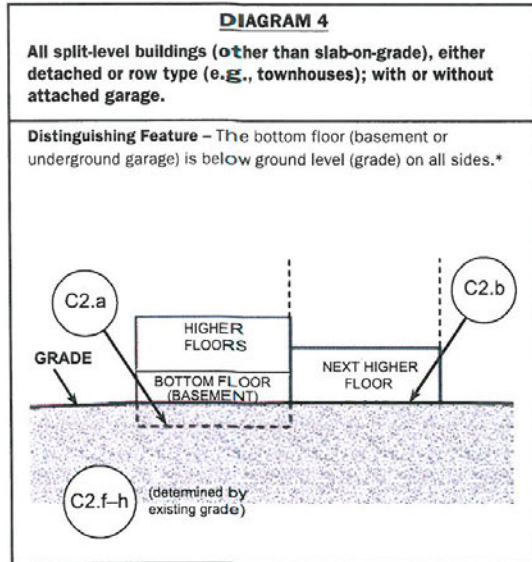 DIAGRAM 4
All split-level buildings (other than slab-on-grade), either
detached or row type (e.g., townhouses); with or without
attached garage.
Distinguishing Feature – The bottom floor (basement or
underground garage) is below ground level (grade) on all sides.*
C2.a
C2.b
HIGHER
FLOORS
GRADE
NEXT HIGHER
FLOOR
BOTTOM FLOOR
(BASEMENT)
C2.f–h
(determined by
existing grade)